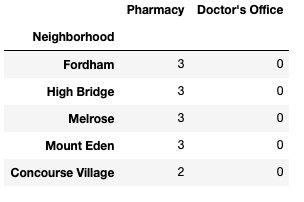 Pharmacy Doctor's Office
Neighborhood
Fordham 3 0
High Bridge 3 0
Melrose 3 0
Mount Eden 3 0
Concourse Village 2 0